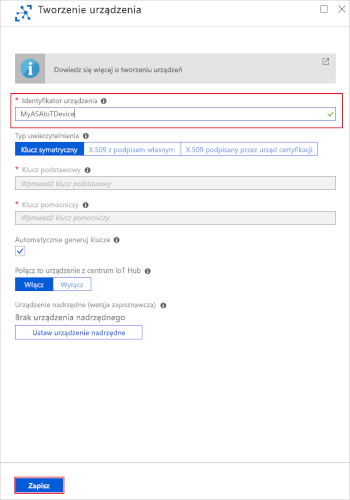 Tworzenie urządzenia
Dowiedz się więcej o tworzeniu urządzeń
* Identyfikator urządzenia
MyASAIoTDevice
Typ uwierzytelnienia
Klucz symetryczny X.509 z podpisem własnym X.509 podpisany przez urząd certyfikacji
* Klucz podstawowy
Wprowadź klucz podstawowy
* Klucz pomocniczy
Wprowadź klucz pomocniczy
Automatycznie generuj klucze
Połącz to urządzenie z centrum IoT Hub
Włącz Wyłącz
Urządzenie nadrzędne (wersja zapoznawcza)
Brak urządzenia nadrzędnego
Ustaw urządzenie nadrzędne
Zapisz